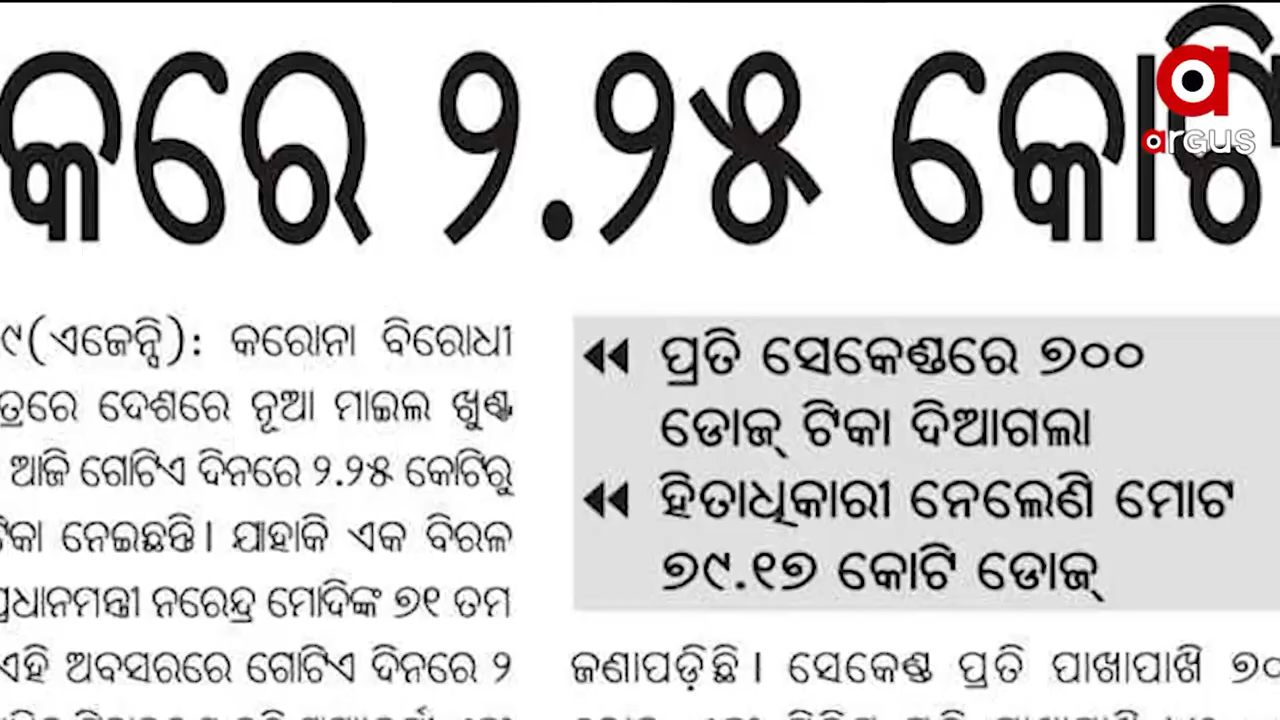 କରେ ୨.୨୫ କୋଟି
argus
୯(ଏଜେନ୍ସି): କରୋନା ବିରୋଧୀ
ତ୍ରରେ ଦେଶରେ ନୂଆ ମାଇଲ ଖୁଣ୍ଟ
ଆଜି ଗୋଟିଏ ଦିନରେ ୨.୨୫ କୋଟିରୁ
ଟିକା ନେଇଛନ୍ତି। ଯାହାକି ଏକ ବିରଳ
ପ୍ରଧାନମନ୍ତ୍ରୀ ନରେନ୍ଦ୍ର ମୋଦିଙ୍କ ୭୧ ତମ
ଏହି ଅବସରରେ ଗୋଟିଏ ଦିନରେ ୨
ପ୍ରତି ସେକେଣ୍ଡରେ ୭୦୦
ଡୋଜ୍ ଟିକା ଦିଆଗଲା
ହିତାଧିକାରୀ ନେଲେଣି ମୋଟ
୭୯.୧୭ କୋଟି ଡୋଜ୍
ଜଣାପଡ଼ିଛି। ସେକେଣ୍ଡ ପ୍ରତି ପାଖାପାଖି ୭୦